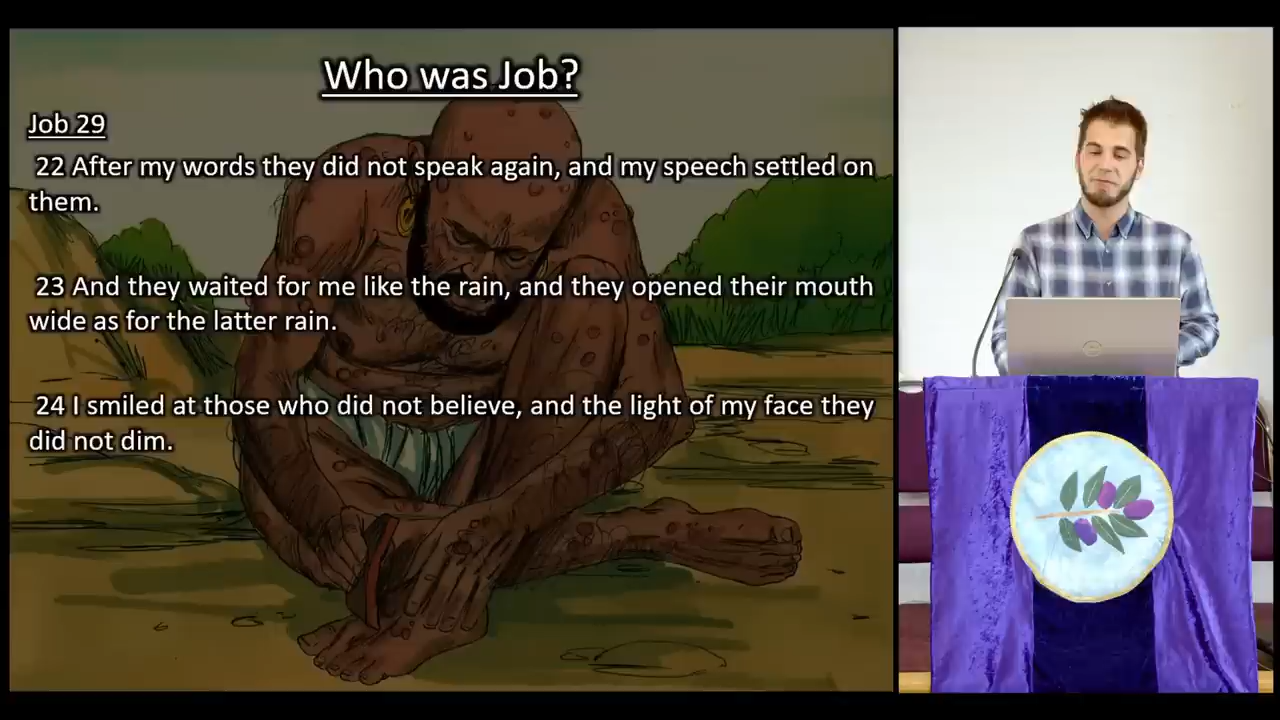 Who was Job?
Job 29
22 After my words they did not speak again, and my speech settled on
them.
23 And they waited for me like the rain, and they opened their mouth
wide as for the latter rain.
24 I smiled at those who did not believe, and the light of my face they
did not dim.